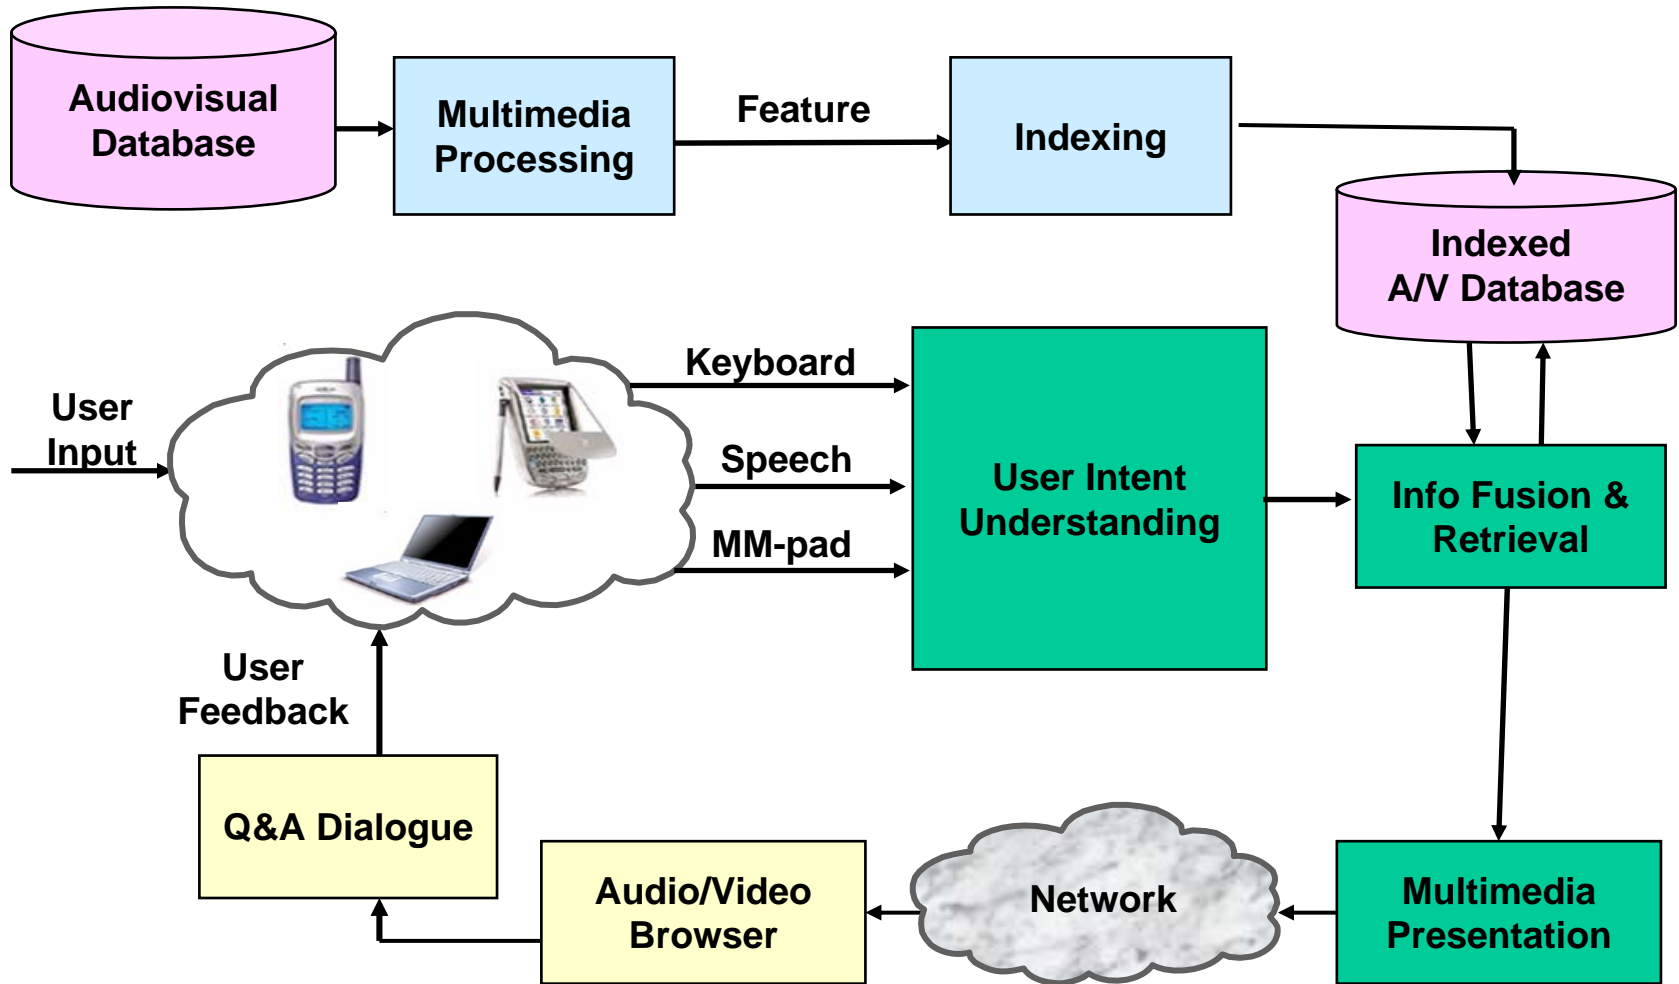 Audiovisual
Database
Multimedia
Processing
Feature
Indexing
Indexed
A/V Database
User
Input
Keyboard
Speech
MM-pad
User Intent
Understanding
Info Fusion &
Retrieval
User
Feedback
Q&A Dialogue
Audio/Video
Browser
Network
Multimedia
Presentation